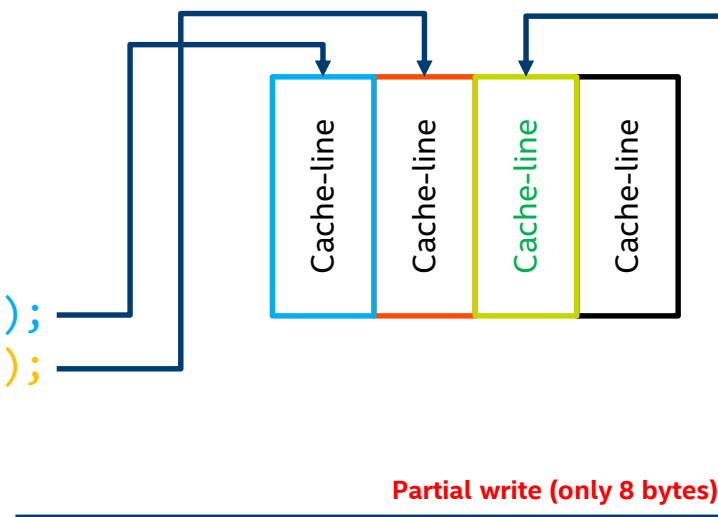 Cache-line
Cache-line
Cache-line
Cache-line
);
);
Partial write (only 8 bytes)